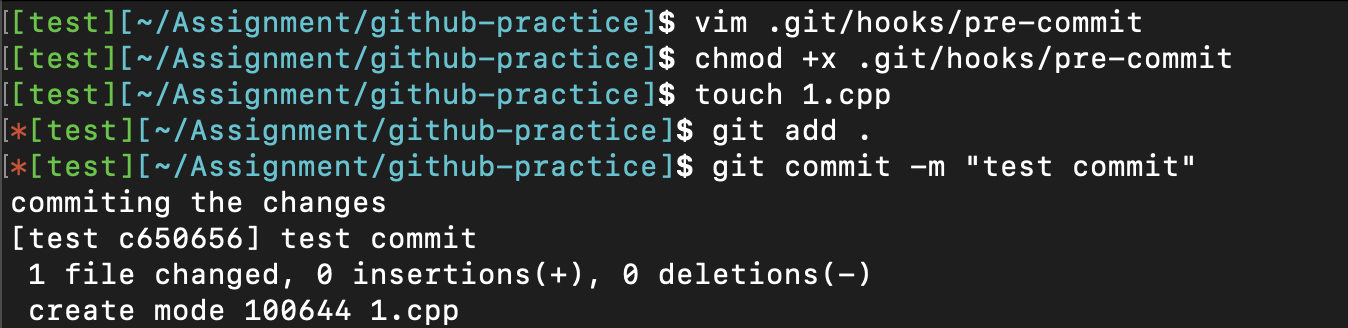 [[test][~/Assignment/github-practice]$ vim .git/hooks/pre-commit
[[test][~/Assignment/github-practice]$ chmod +x .git/hooks/pre-commit
[[test][~/Assignment/github-practice]$ touch 1.cpp
[*[test][~/Assignment/github-practice]$ git add .
[*[test][~/Assignment/github-practice]$ git commit -m "test commit"
commiting the changes
[test c650656] test commit
 1 file changed, 0 insertions(+), 0 deletions(-)
 create mode 100644 1.cpp